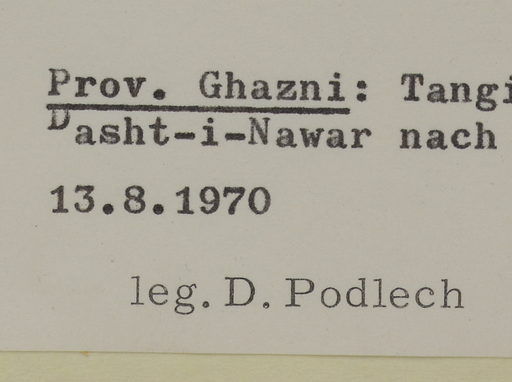 Prov. Ghazni: Tangi
Dasht-i-Nawar nach
13.8.1970
leg. D. Podlech